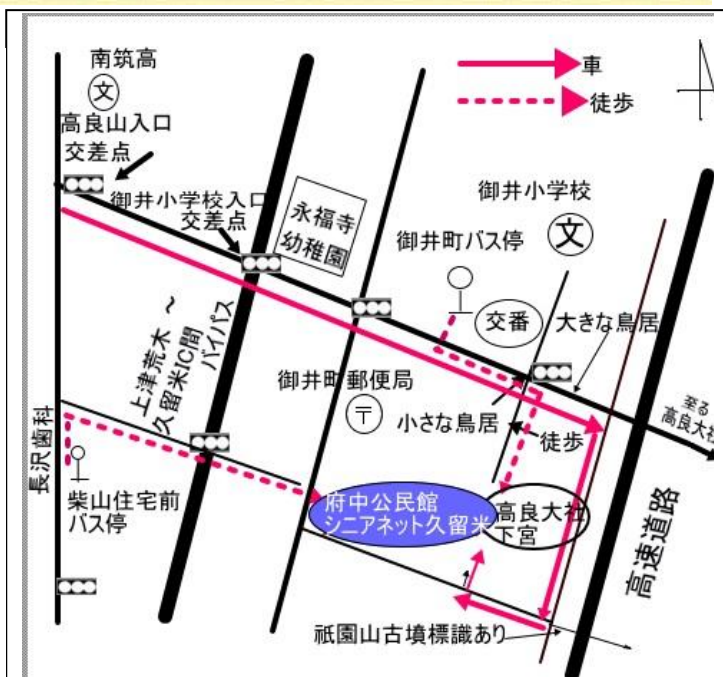 南筑高
文
車
徒歩
高良山入口
交差点
御井小学校入口
交差点
永福寺
幼稚園
御井小学校
文
御井町バス停
交番
大きな鳥居
上津荒木～
久留米IC間
バイパス
御井町郵便局
〒
小さな鳥居
徒歩
至る
高良大社
長沢歯科
柴山住宅前
バス停
府中公民館
シニアネット久留米
高良大社
下宮
高速道路
祇園山古墳標識あり